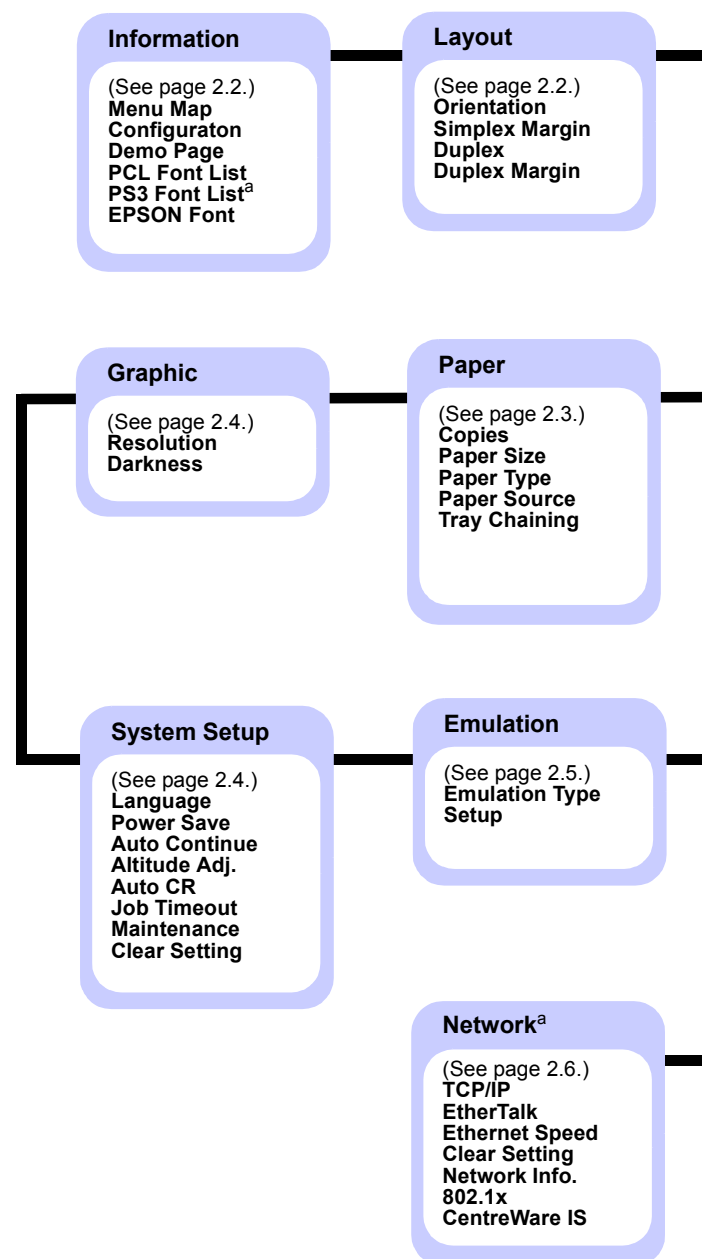 Information
(See page 2.2.)
Menu Map
Configuraton
Demo Page
PCL Font List
PS3 Font Listᵃ
EPSON Font
Layout
(See page 2.2.)
Orientation
Simplex Margin
Duplex
Duplex Margin
Graphic
(See page 2.4.)
Resolution
Darkness
Paper
(See page 2.3.)
Copies
Paper Size
Paper Type
Paper Source
Tray Chaining
System Setup
(See page 2.4.)
Language
Power Save
Auto Continue
Altitude Adj.
Auto CR
Job Timeout
Maintenance
Clear Setting
Emulation
(See page 2.5.)
Emulation Type
Setup
Networkᵃ
(See page 2.6.)
TCP/IP
EtherTalk
Ethernet Speed
Clear Setting
Network Info.
802.1x
CentreWare IS